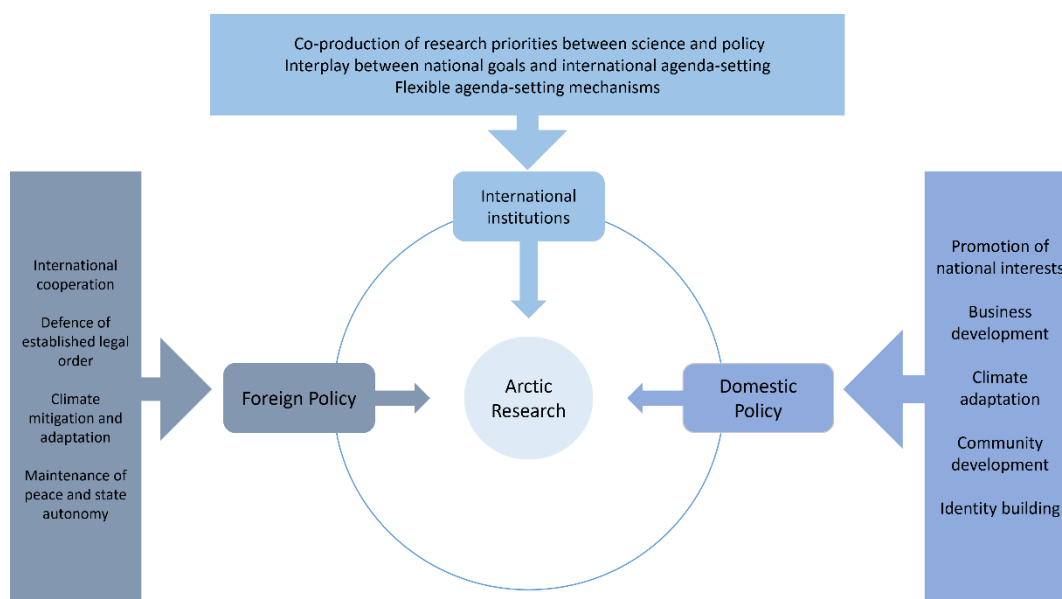 Co-production of research priorities between science and policy
Interplay between national goals and international agenda-setting
Flexible agenda-setting mechanisms
International
institutions
International
cooperation
Defence of
established legal
order
Climate
mitigation and
adaptation
Maintenance of
peace and state
autonomy
Foreign Policy
Arctic
Research
Domestic
Policy
Promotion of
national interests
Business
development
Climate
adaptation
Community
development
Identity building